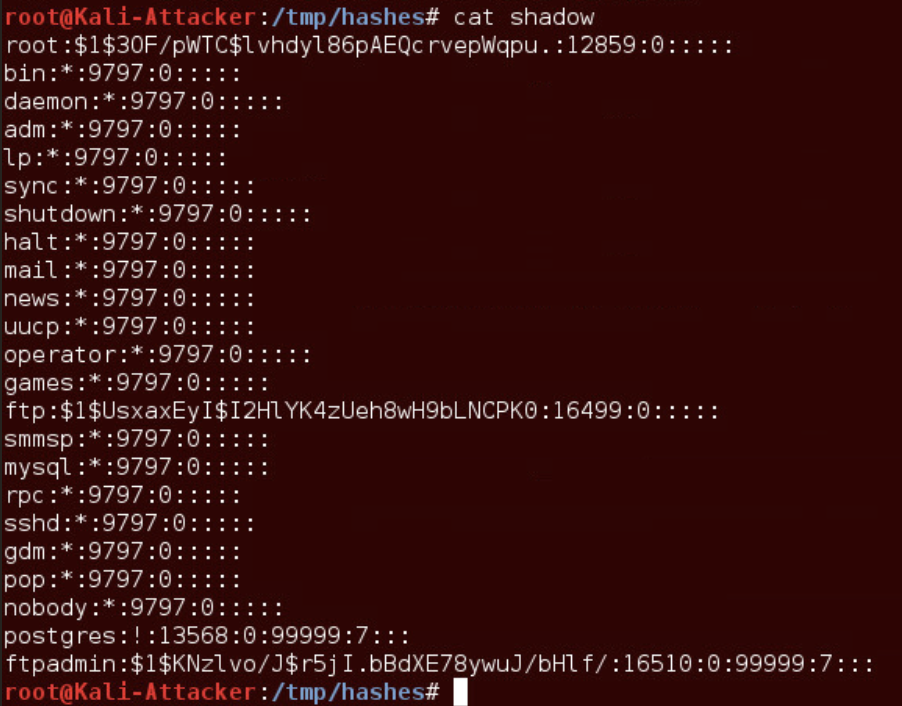 root@Kali-Attacker:/tmp/hashes# cat shadow
root:$1$3OF/pWTC$lvhdyl86pAEQcrvepWqpu.:12859:0:::::
bin:*:9797:0:::::
daemon:*:9797:0:::::
adm:*:9797:0:::::
lp:*:9797:0:::::
sync:*:9797:0:::::
shutdown:*:9797:0:::::
halt:*:9797:0:::::
mail:*:9797:0:::::
news:*:9797:0:::::
uucp:*:9797:0:::::
operator:*:9797:0:::::
games:*:9797:0:::::
ftp:$1$UsxaxEyI$I2HlYK4zUeh8wH9bLNCPK0:16499:0:::::
smmsp:*:9797:0:::::
mysql:*:9797:0:::::
rpc:*:9797:0:::::
sshd:*:9797:0:::::
gdm:*:9797:0:::::
pop:*:9797:0:::::
nobody:*:9797:0:::::
postgres:!:13568:0:99999:7:::
ftpadmin:$1$KNzlvo/J$r5jI.bBdXE78ywuJ/bHlf/:16510:0:99999:7:::
root@Kali-Attacker:/tmp/hashes#